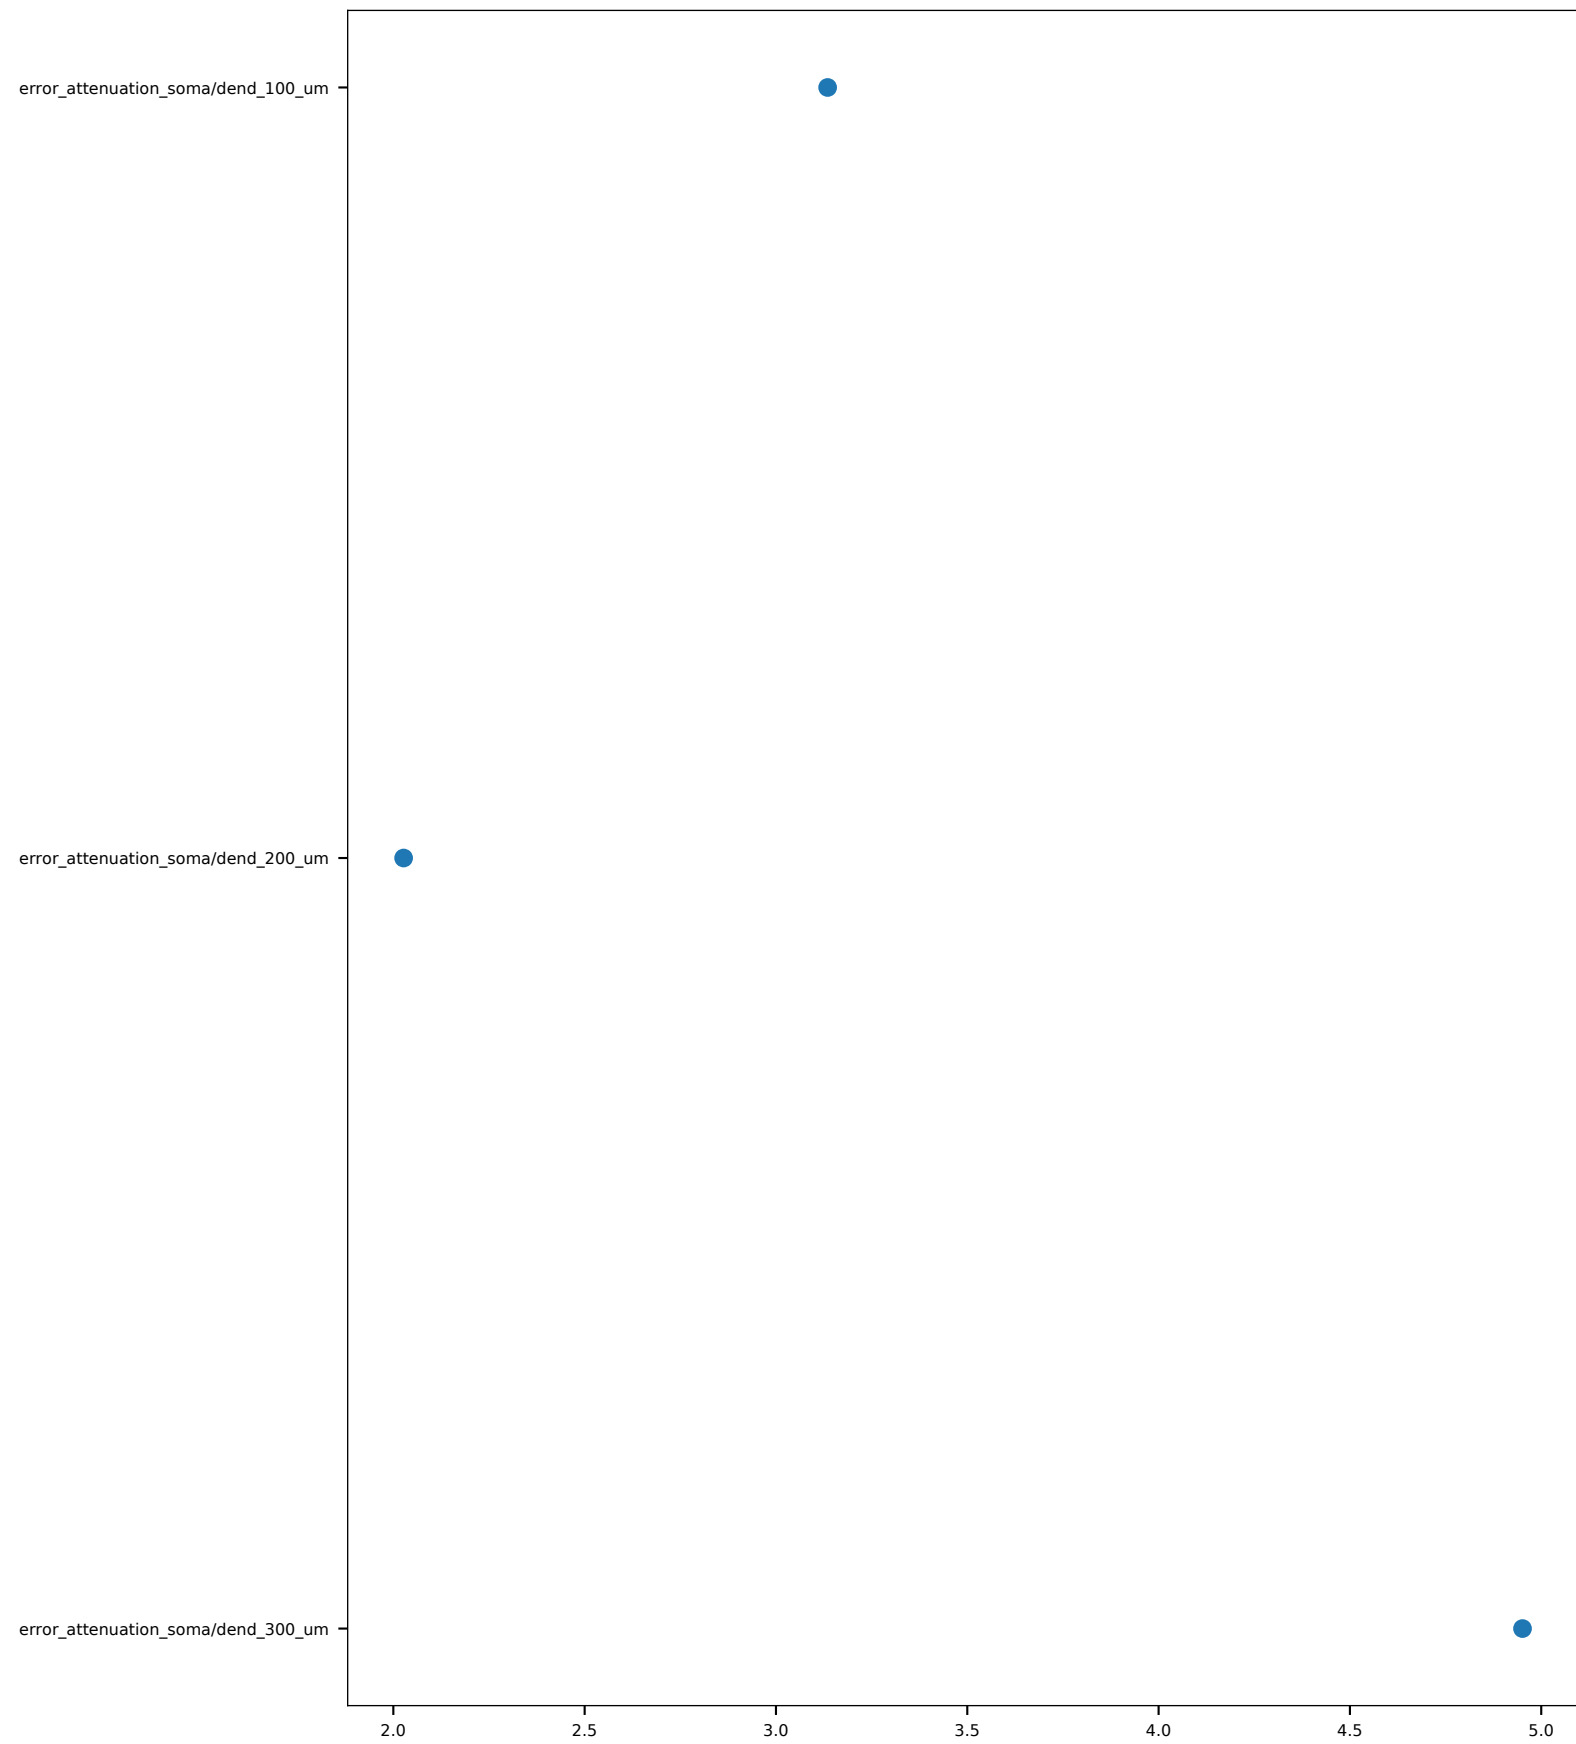 error_attenuation_soma/dend_100_um
error_attenuation_soma/dend_200_um
error_attenuation_soma/dend_300_um
2.0 2.5 3.0 3.5 4.0 4.5 5.0